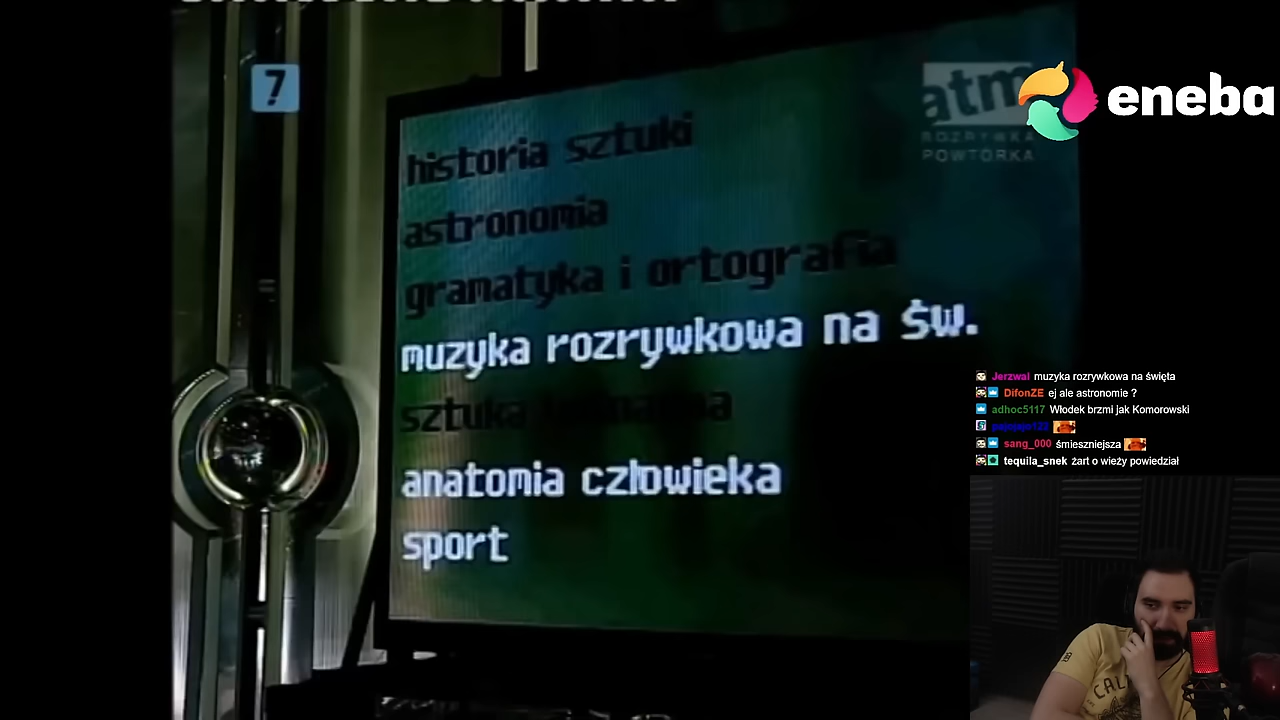 7
atm
ROZRYWKA
POWTÓRKA
eneba
historia sztuki
astronomia
gramatyka i ortografia
muzyka rozrywkowa na św.
sztuka
anatomia człowieka
sport
Jerzwal muzyka rozrywkowa na święta
DifonZE ej ale astronomie ?
adhoc5117 Włodek brzmi jak Komorowski
sang_000 śmieszniejsza
tequila_snek żart o wieży powiedział